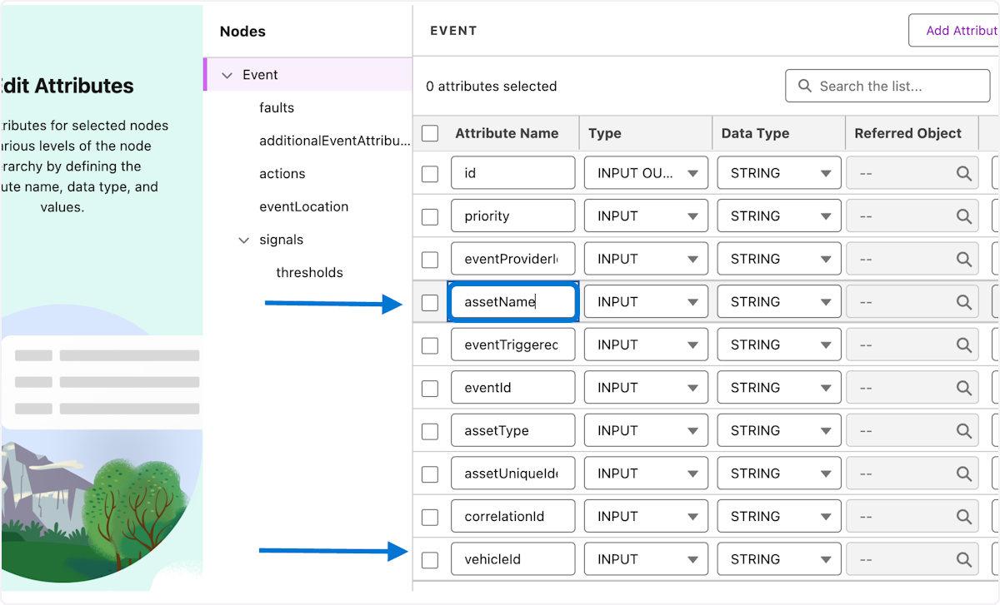 dit Attributes
tributes for selected nodes
arious levels of the node
rarchy by defining the
ute name, data type, and
values.
Nodes
Event
faults
additionalEventAttribu...
actions
eventLocation
signals
thresholds
EVENT
Add Attribut
0 attributes selected
Search the list...
Attribute Name Type Data Type Referred Object
id INPUT OU... STRING --
priority INPUT STRING --
eventProviderI INPUT STRING --
assetName INPUT STRING --
eventTriggered INPUT STRING --
eventId INPUT STRING --
assetType INPUT STRING --
assetUniqueIde INPUT STRING --
correlationId INPUT STRING --
vehicleId INPUT STRING --